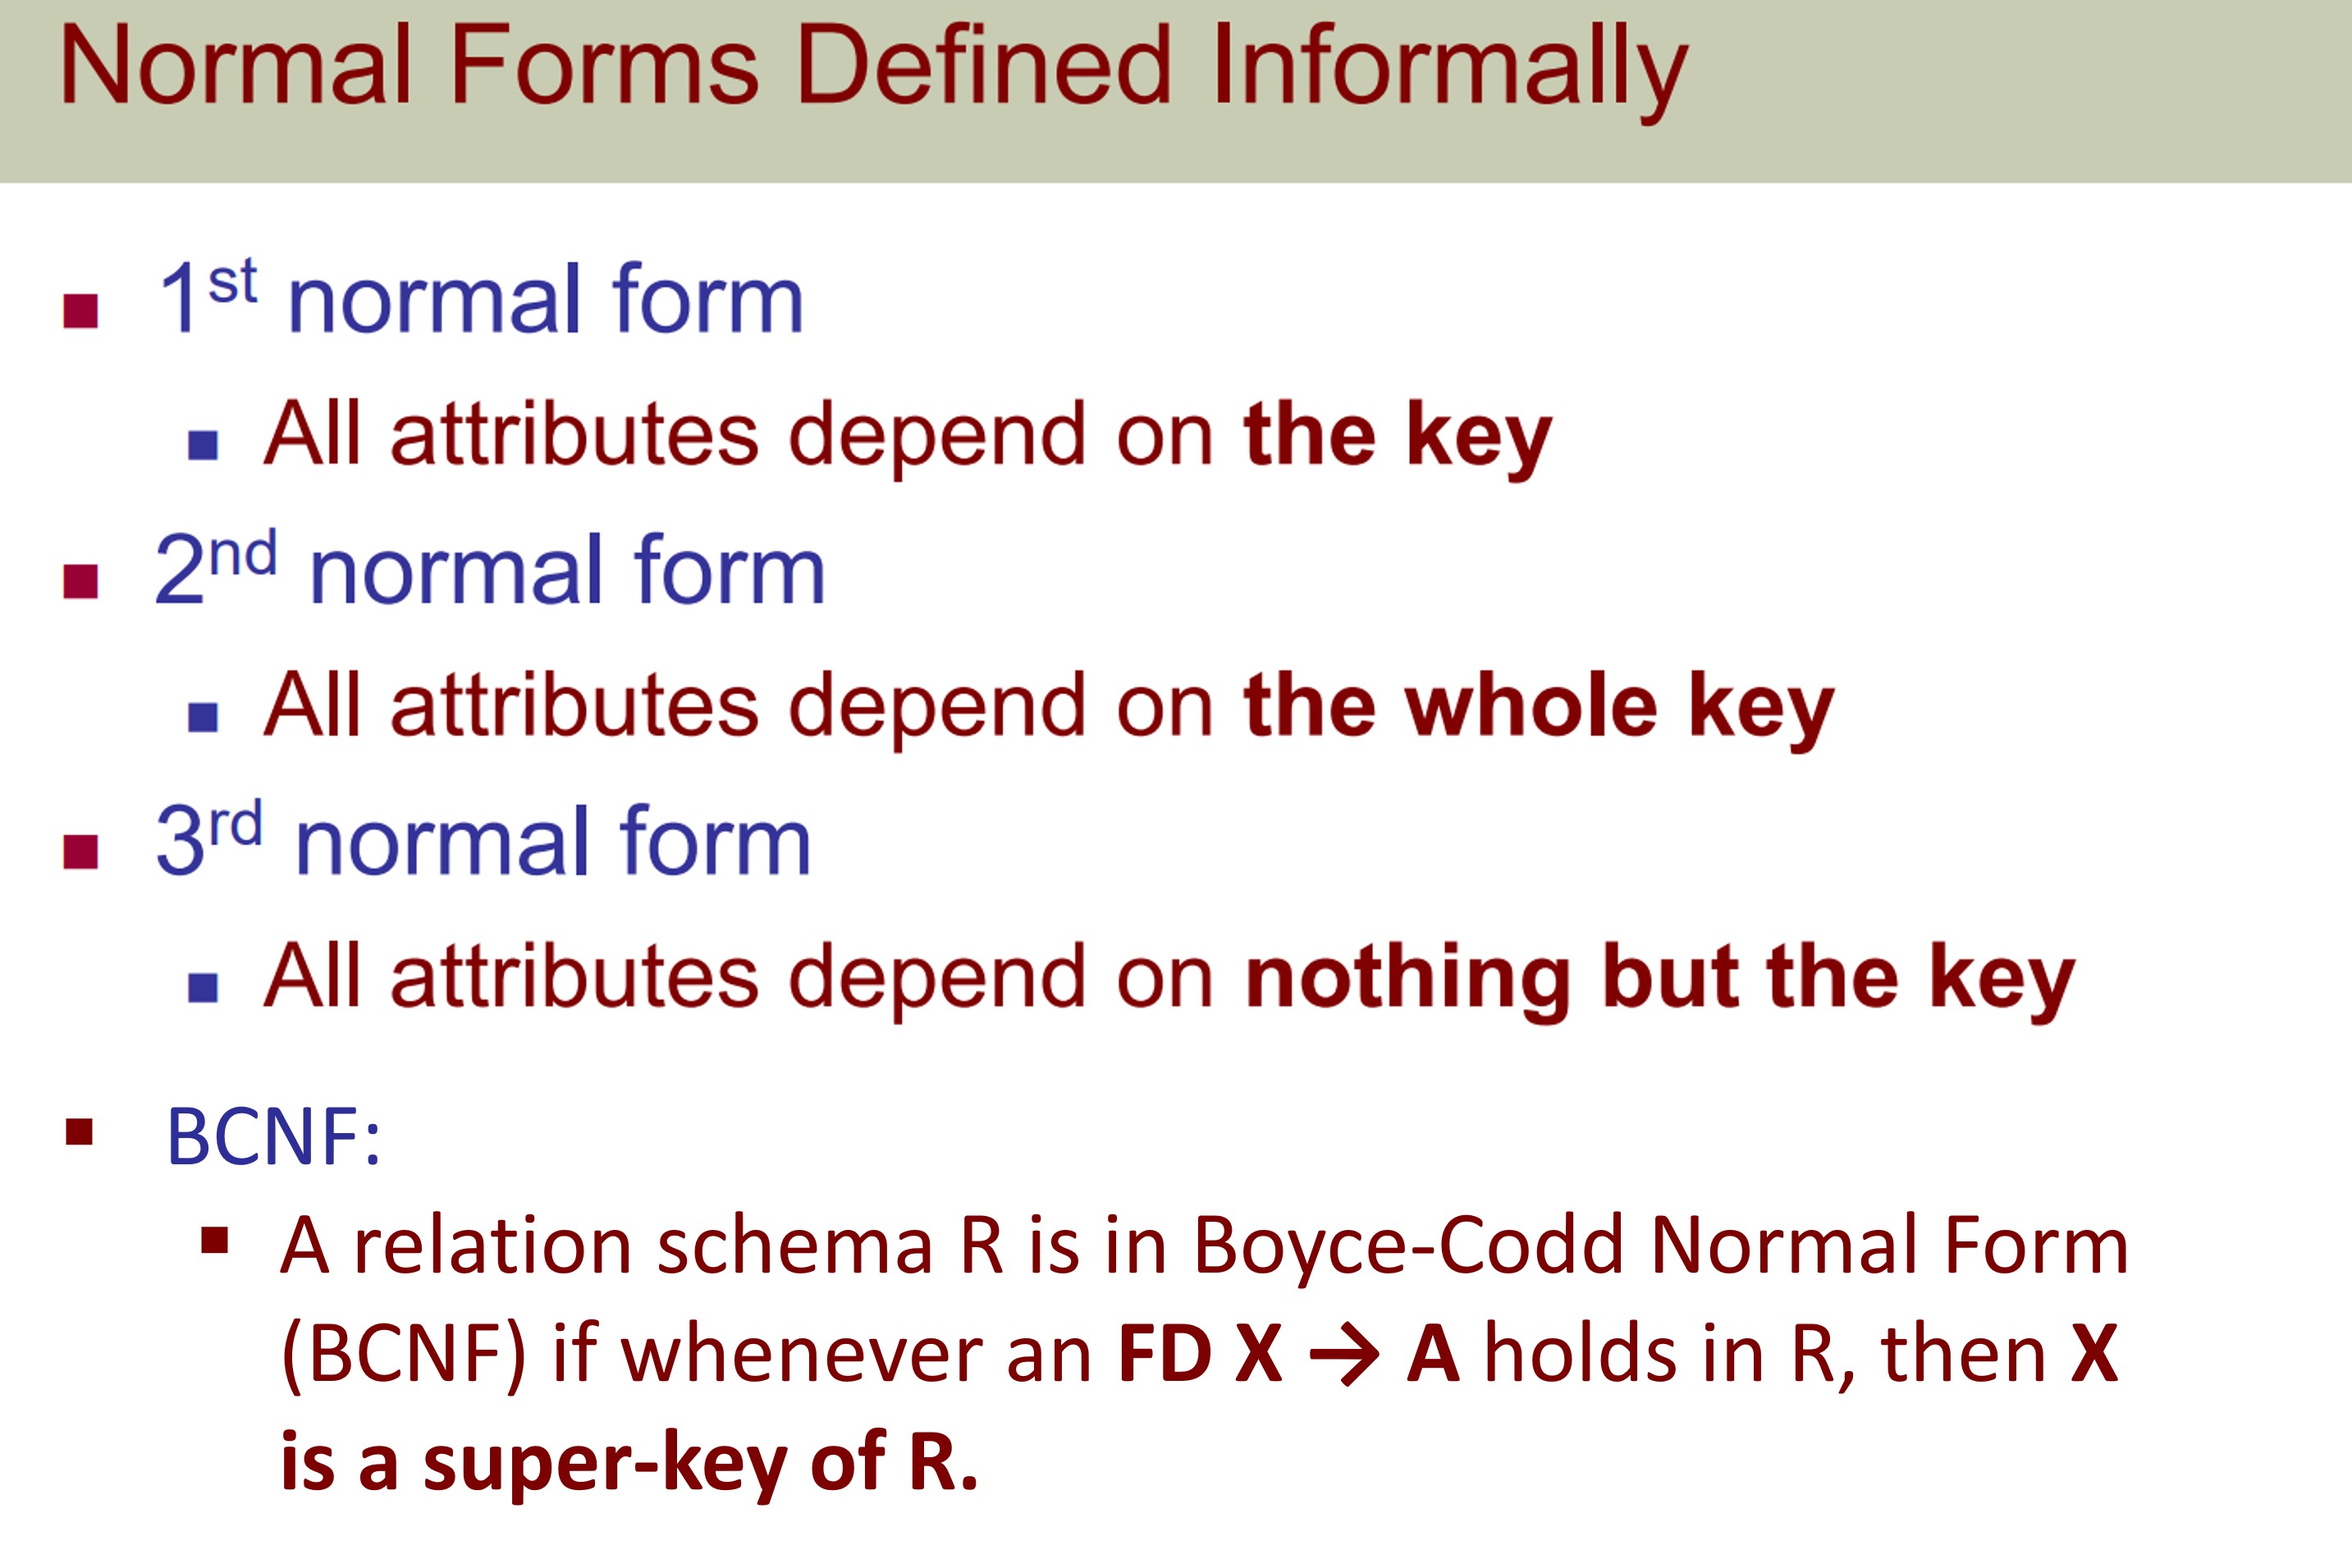 Normal Forms Defined Informally
1st normal form
All attributes depend on the key
2nd normal form
All attributes depend on the whole key
3rd normal form
All attributes depend on nothing but the key
BCNF:
A relation schema R is in Boyce-Codd Normal Form
(BCNF) if whenever an FD X → A holds in R, then X
is a super-key of R.